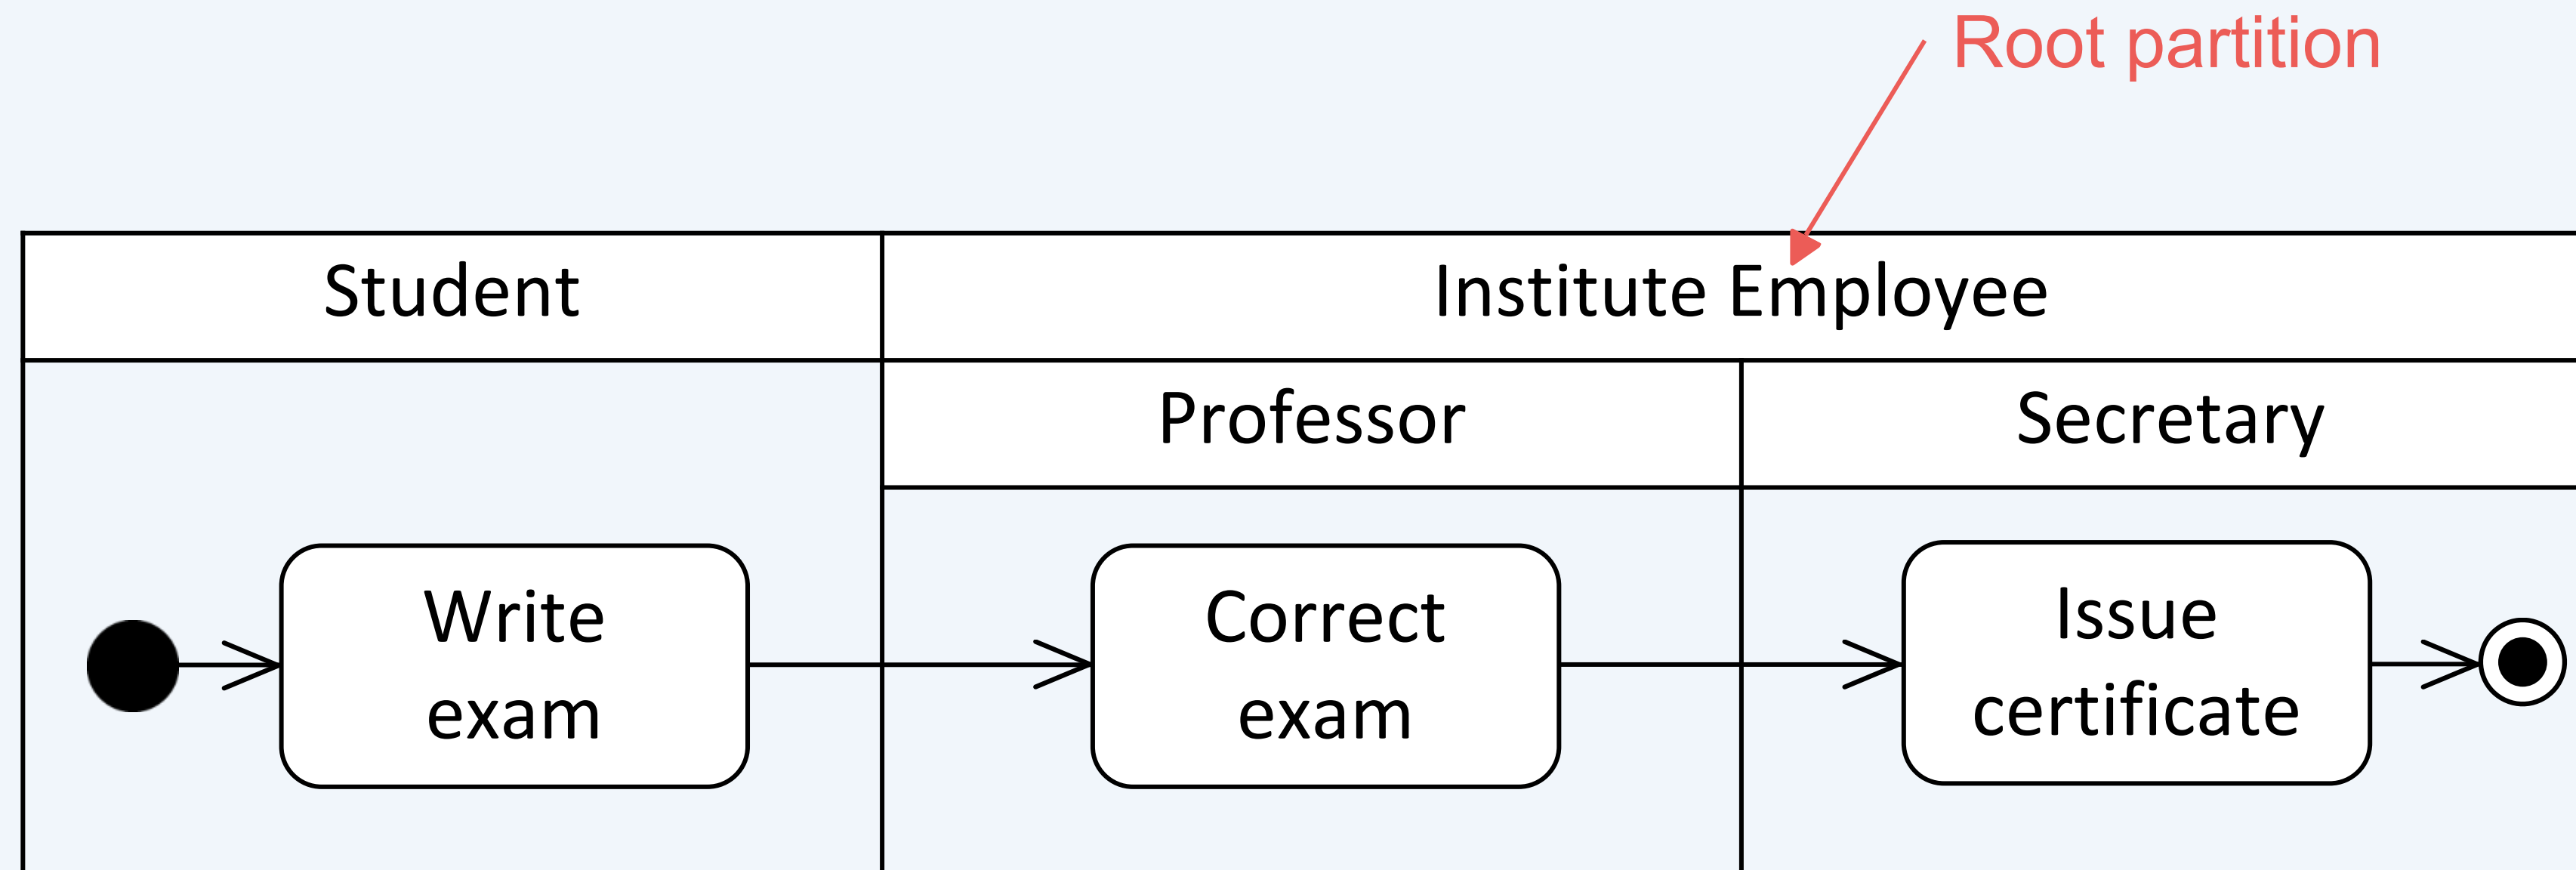 Root partition
Student
Institute Employee
Professor
Secretary
Write
exam
Correct
exam
Issue
certificate